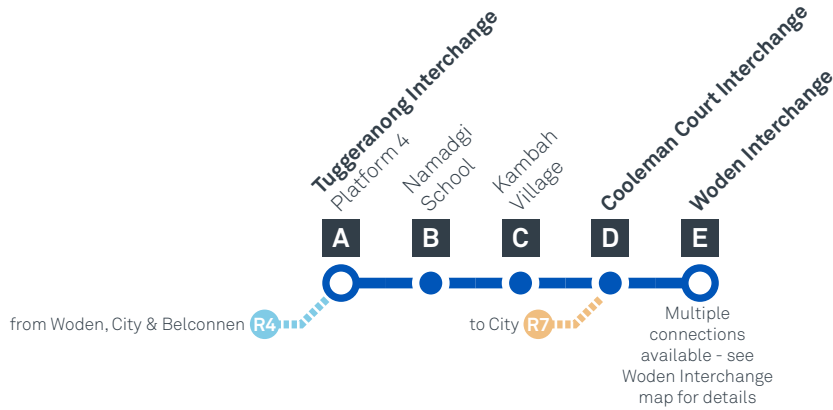 Tuggeranong Interchange
Platform 4
Namadgi
School
Kambah
Village
Cooleman Court Interchange
Woden Interchange
A
B
C
D
E
from Woden, City & Belconnen R4
to City R7
Multiple
connections
available - see
Woden Interchange
map for details